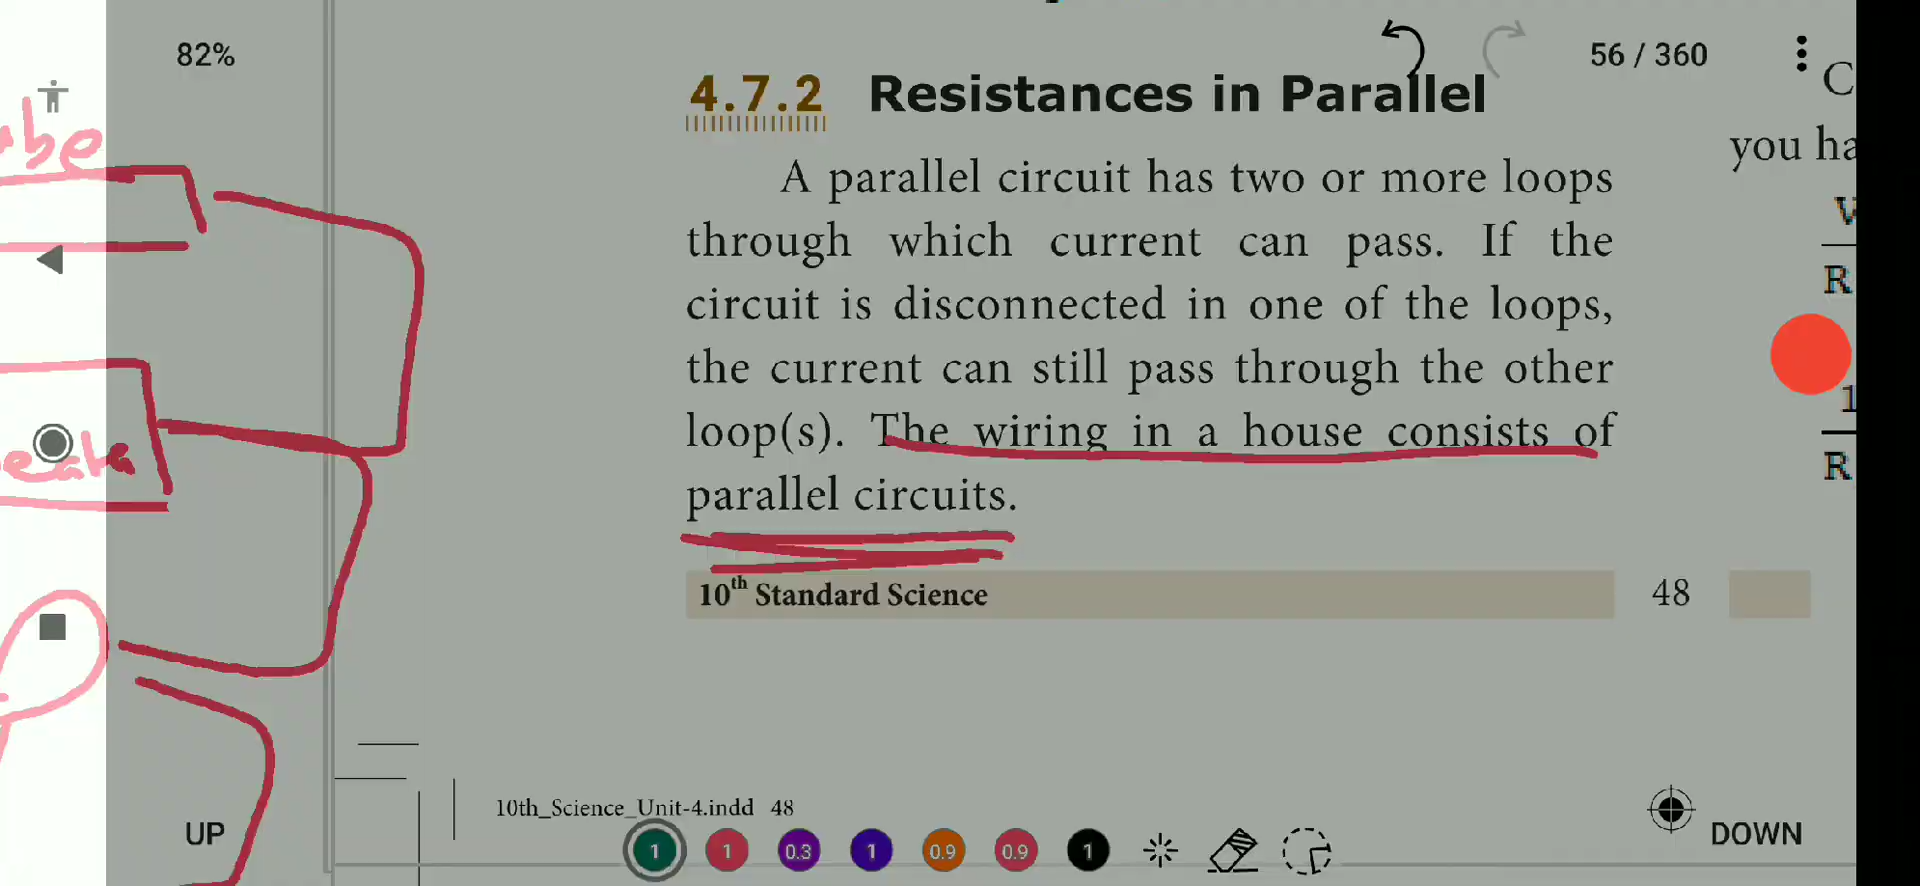 82%
56 / 360
4.7.2 Resistances in Parallel
A parallel circuit has two or more loops
through which current can pass. If the
circuit is disconnected in one of the loops,
the current can still pass through the other
loop(s). The wiring in a house consists of
parallel circuits.
10th Standard Science 48
10th_Science_Unit-4.indd 48
UP
DOWN
1 1 0.3 1 0.9 0.9 1
be
C
you ha
R
1
R